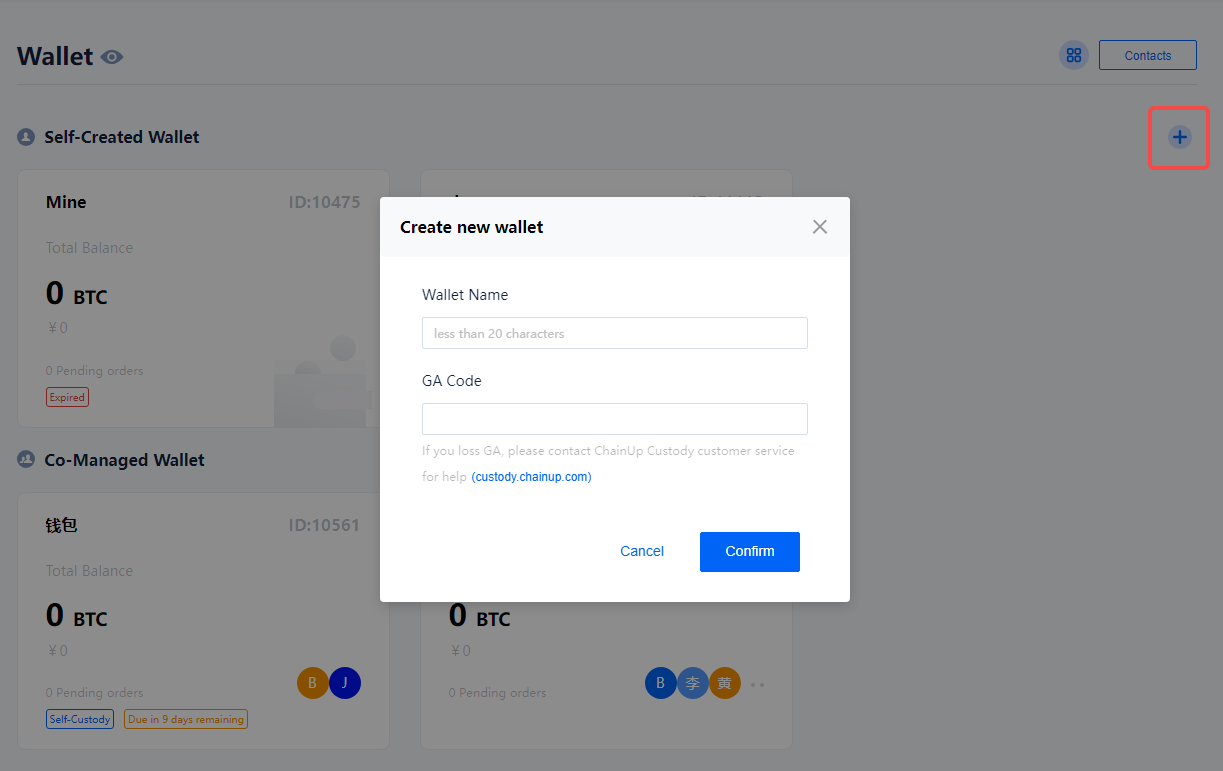 Wallet
Contacts
Self-Created Wallet
Mine
ID:10475
Total Balance
0 BTC
¥0
0 Pending orders
Expired
Create new wallet
Wallet Name
less than 20 characters
GA Code
If you loss GA, please contact ChainUp Custody customer service
for help (custody.chainup.com)
Cancel
Confirm
Co-Managed Wallet
钱包
ID:10561
Total Balance
0 BTC
¥0
0 Pending orders
B
J
Self-Custody
Due in 9 days remaining
0 BTC
¥0
0 Pending orders
B
李
黄